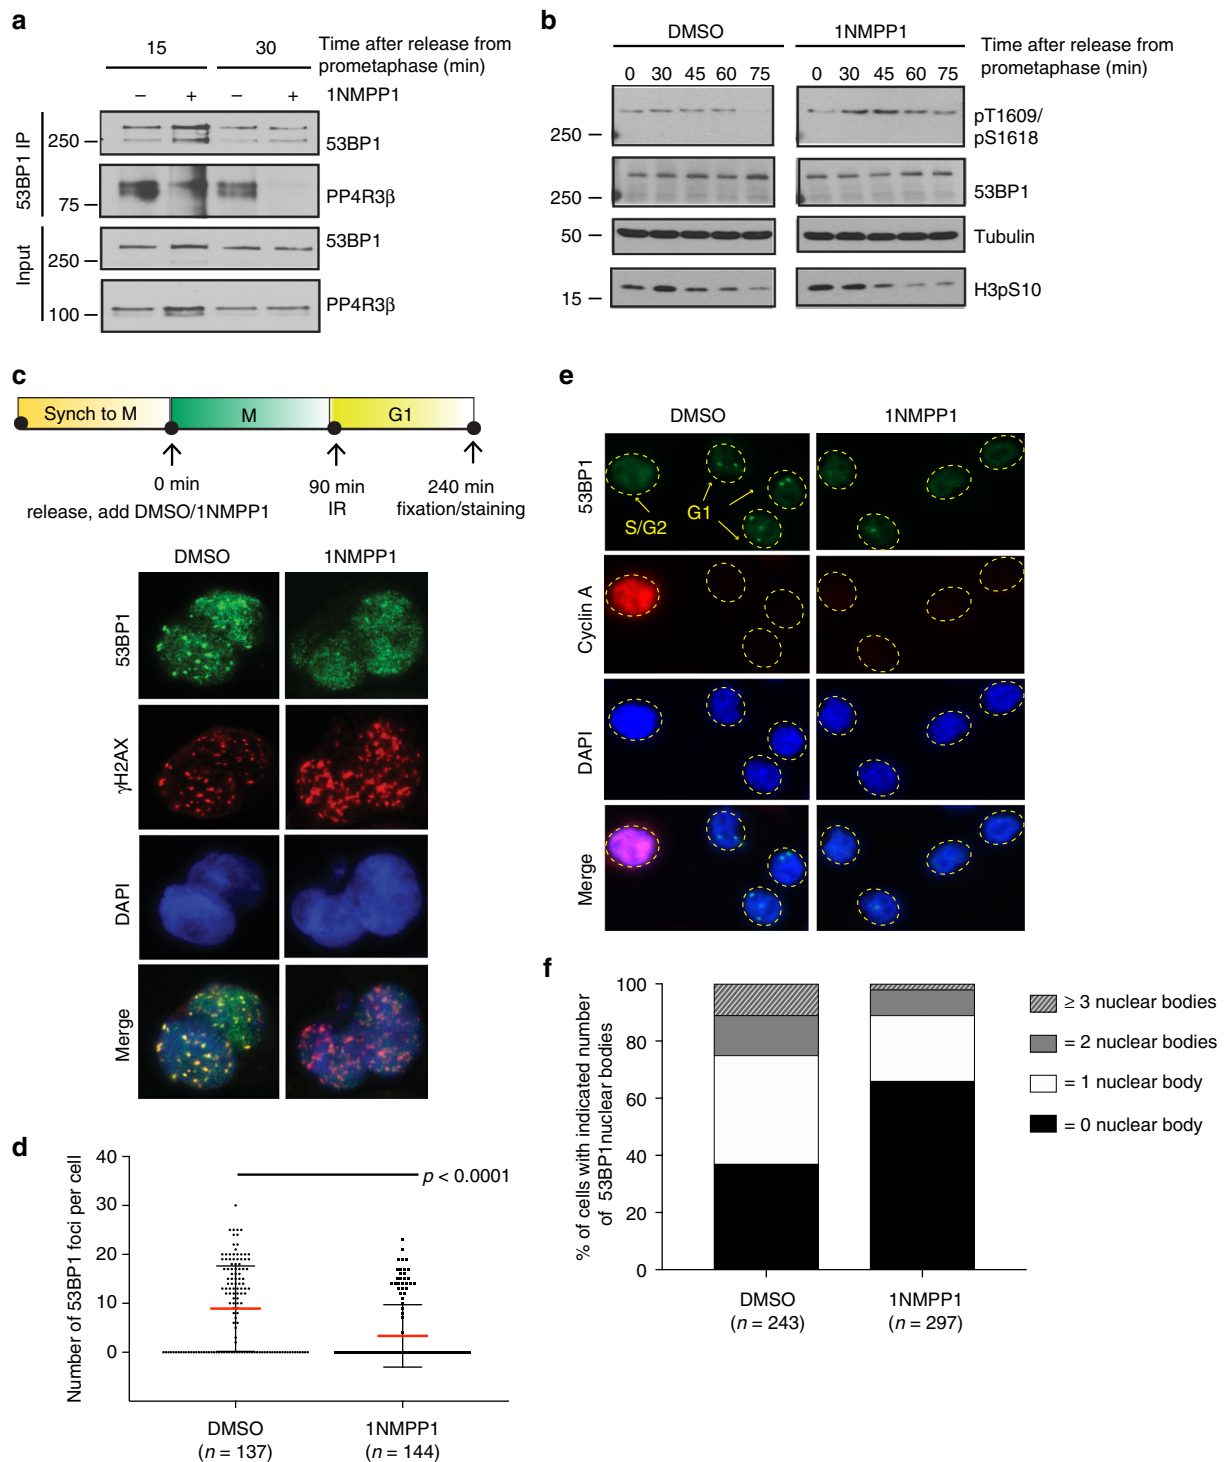 a
15 30 Time after release from
prometaphase (min)
– + – + 1NMPP1
53BP1 IP
250 53BP1
75 PP4R3β
Input
250 53BP1
100 PP4R3β
b
DMSO 1NMPP1
Time after release from
prometaphase (min)
0 30 45 60 75 0 30 45 60 75
250
pT1609/
pS1618
250 53BP1
50 Tubulin
15 H3pS10
c
Synch to M M G1
0 min 90 min 240 min
release, add DMSO/1NMPP1 IR fixation/staining
DMSO 1NMPP1
53BP1
γH2AX
DAPI
Merge
d
Number of 53BP1 foci per cell
40
30
20
10
0
p < 0.0001
DMSO 1NMPP1
(n = 137) (n = 144)
e
DMSO 1NMPP1
53BP1
S/G2 G1
Cyclin A
DAPI
Merge
f
% of cells with indicated number
of 53BP1 nuclear bodies
100
80
60
40
20
0
DMSO 1NMPP1
(n = 243) (n = 297)
≥ 3 nuclear bodies
= 2 nuclear bodies
= 1 nuclear body
= 0 nuclear body